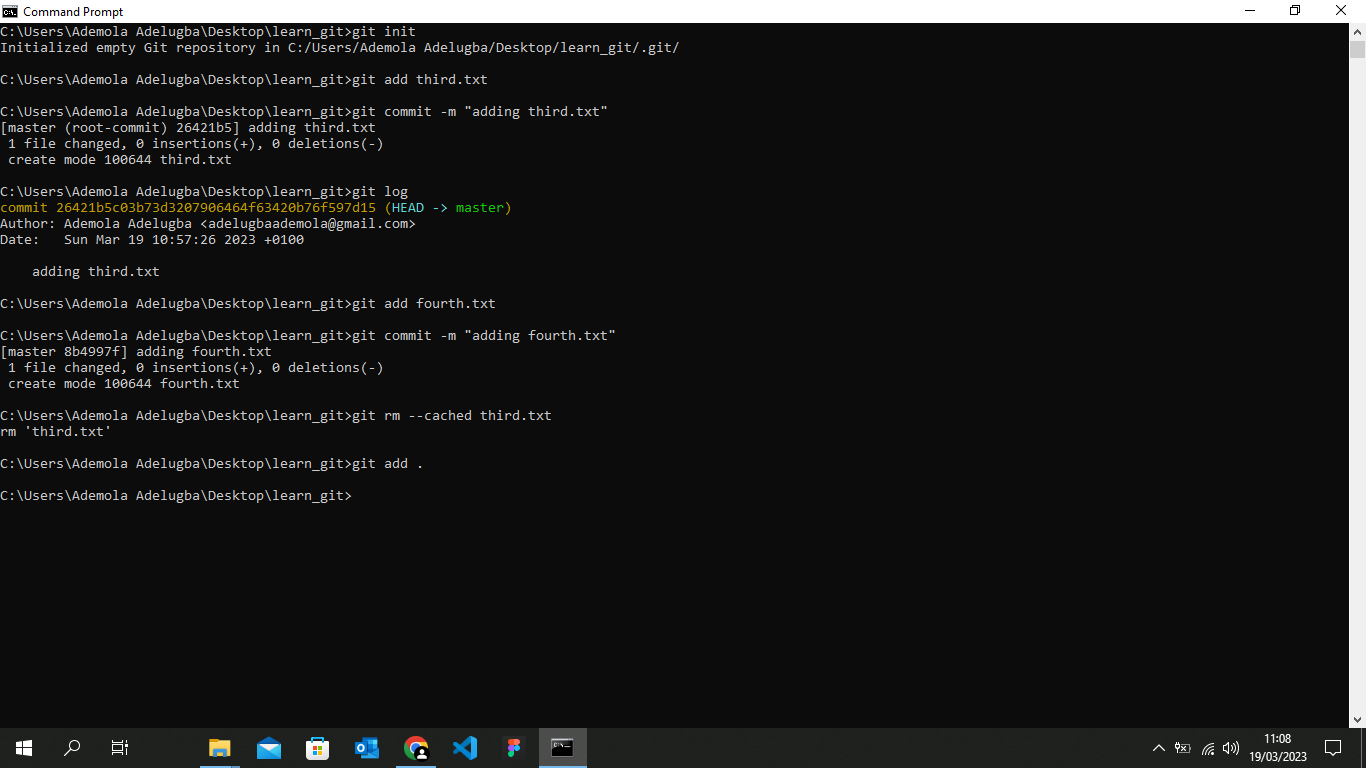 Command Prompt
C:\Users\Ademola Adelugba\Desktop\learn_git>git init
Initialized empty Git repository in C:/Users/Ademola Adelugba/Desktop/learn_git/.git/
C:\Users\Ademola Adelugba\Desktop\learn_git>git add third.txt
C:\Users\Ademola Adelugba\Desktop\learn_git>git commit -m "adding third.txt"
[master (root-commit) 26421b5] adding third.txt
 1 file changed, 0 insertions(+), 0 deletions(-)
 create mode 100644 third.txt
C:\Users\Ademola Adelugba\Desktop\learn_git>git log
commit 26421b5c03b73d3207906464f63420b76f597d15 (HEAD -> master)
Author: Ademola Adelugba <adelugbaademola@gmail.com>
Date:   Sun Mar 19 10:57:26 2023 +0100
    adding third.txt
C:\Users\Ademola Adelugba\Desktop\learn_git>git add fourth.txt
C:\Users\Ademola Adelugba\Desktop\learn_git>git commit -m "adding fourth.txt"
[master 8b4997f] adding fourth.txt
 1 file changed, 0 insertions(+), 0 deletions(-)
 create mode 100644 fourth.txt
C:\Users\Ademola Adelugba\Desktop\learn_git>git rm --cached third.txt
rm 'third.txt'
C:\Users\Ademola Adelugba\Desktop\learn_git>git add .
C:\Users\Ademola Adelugba\Desktop\learn_git>
11:08
19/03/2023